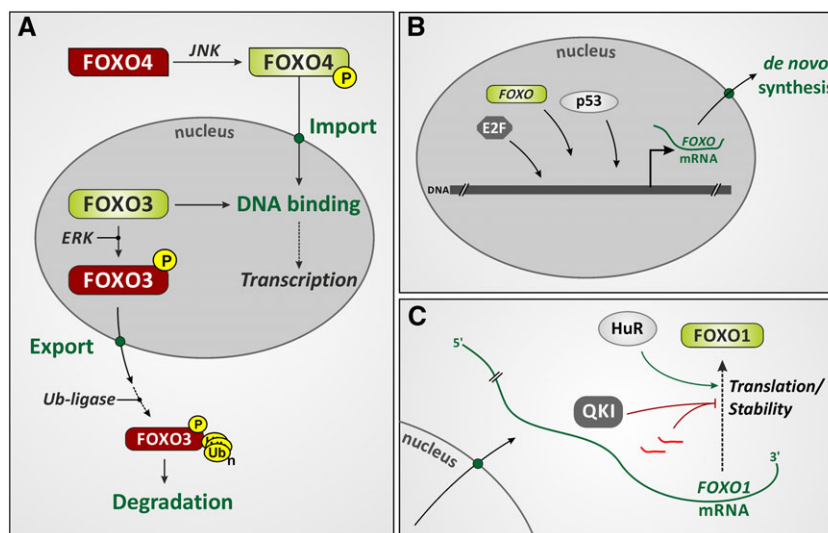 A
FOXO4
JNK
FOXO4
P
nucleus
Import
FOXO3
DNA binding
ERK
P
FOXO3
Transcription
Export
Ub-ligase
P
FOXO3
Ub
n
Degradation
B
nucleus
de novo
synthesis
FOXO
p53
E2F
FOXO
mRNA
DNA
C
HuR
FOXO1
5'
Translation/
Stability
QKI
nucleus
3'
FOXO1
mRNA